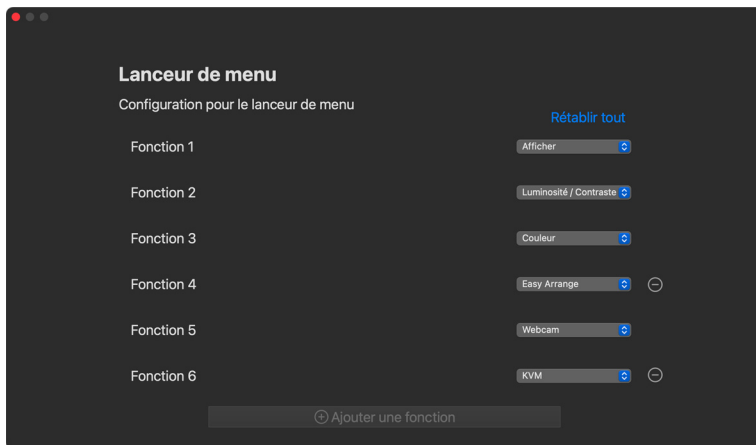 Lanceur de menu
Configuration pour le lanceur de menu
Rétablir tout
Fonction 1 Afficher
Fonction 2 Luminosité / Contraste
Fonction 3 Couleur
Fonction 4 Easy Arrange
Fonction 5 Webcam
Fonction 6 KVM
Ajouter une fonction